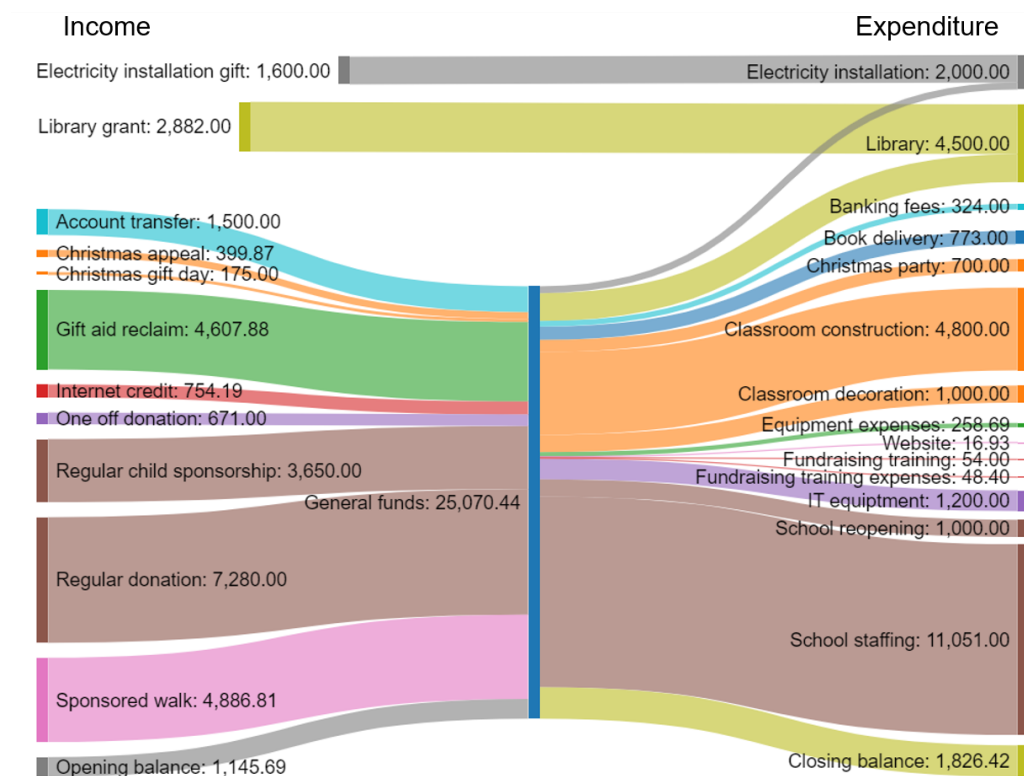 Income
Expenditure
Electricity installation gift: 1,600.00
Electricity installation: 2,000.00
Library grant: 2,882.00
Library: 4,500.00
Account transfer: 1,500.00
Banking fees: 324.00
Christmas appeal: 399.87
Book delivery: 773.00
Christmas gift day: 175.00
Christmas party: 700.00
Gift aid reclaim: 4,607.88
Classroom construction: 4,800.00
Internet credit: 754.19
Classroom decoration: 1,000.00
One off donation: 671.00
Equipment expenses: 258.69
Website: 16.93
Fundraising training: 54.00
Regular child sponsorship: 3,650.00
Fundraising training expenses: 48.40
General funds: 25,070.44
IT equiptment: 1,200.00
School reopening: 1,000.00
Regular donation: 7,280.00
School staffing: 11,051.00
Sponsored walk: 4,886.81
Opening balance: 1,145.69
Closing balance: 1,826.42